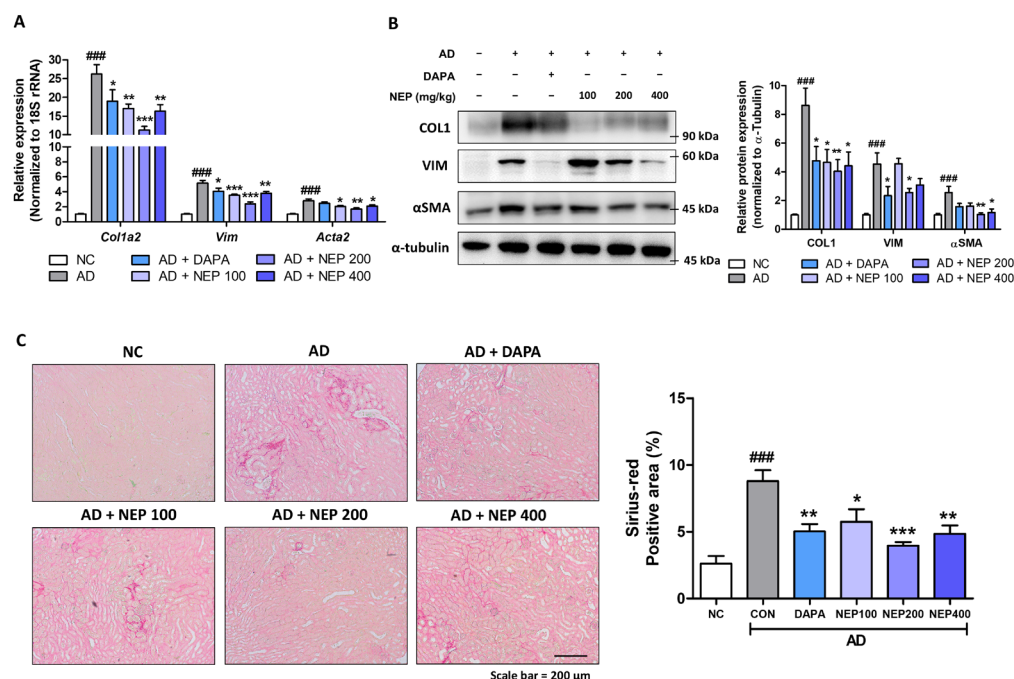 A
Relative expression
(Normalized to 18S rRNA)
30
25
20
15
10
6
4
2
0
###
*
**
***
**
###
*
***
***
**
###
*
**
*
Col1a2 Vim Acta2
NC AD + DAPA AD + NEP 200
AD AD + NEP 100 AD + NEP 400
B
AD − + + + + +
DAPA − − + − − −
NEP (mg/kg) − − − 100 200 400
COL1
90 kDa
VIM
60 kDa
αSMA
45 kDa
α-tubulin
45 kDa
Relative protein expression
(normalized to α-Tubulin)
10
8
6
4
2
0
###
*
*
**
*
###
*
*
###
**
*
COL1 VIM αSMA
NC AD + DAPA AD + NEP 200
AD AD + NEP 100 AD + NEP 400
C
NC AD AD + DAPA
AD + NEP 100 AD + NEP 200 AD + NEP 400
Scale bar = 200 μm
Sirius-red
Positive area (%)
15
10
5
0
###
**
*
***
**
NC CON DAPA NEP100 NEP200 NEP400
AD